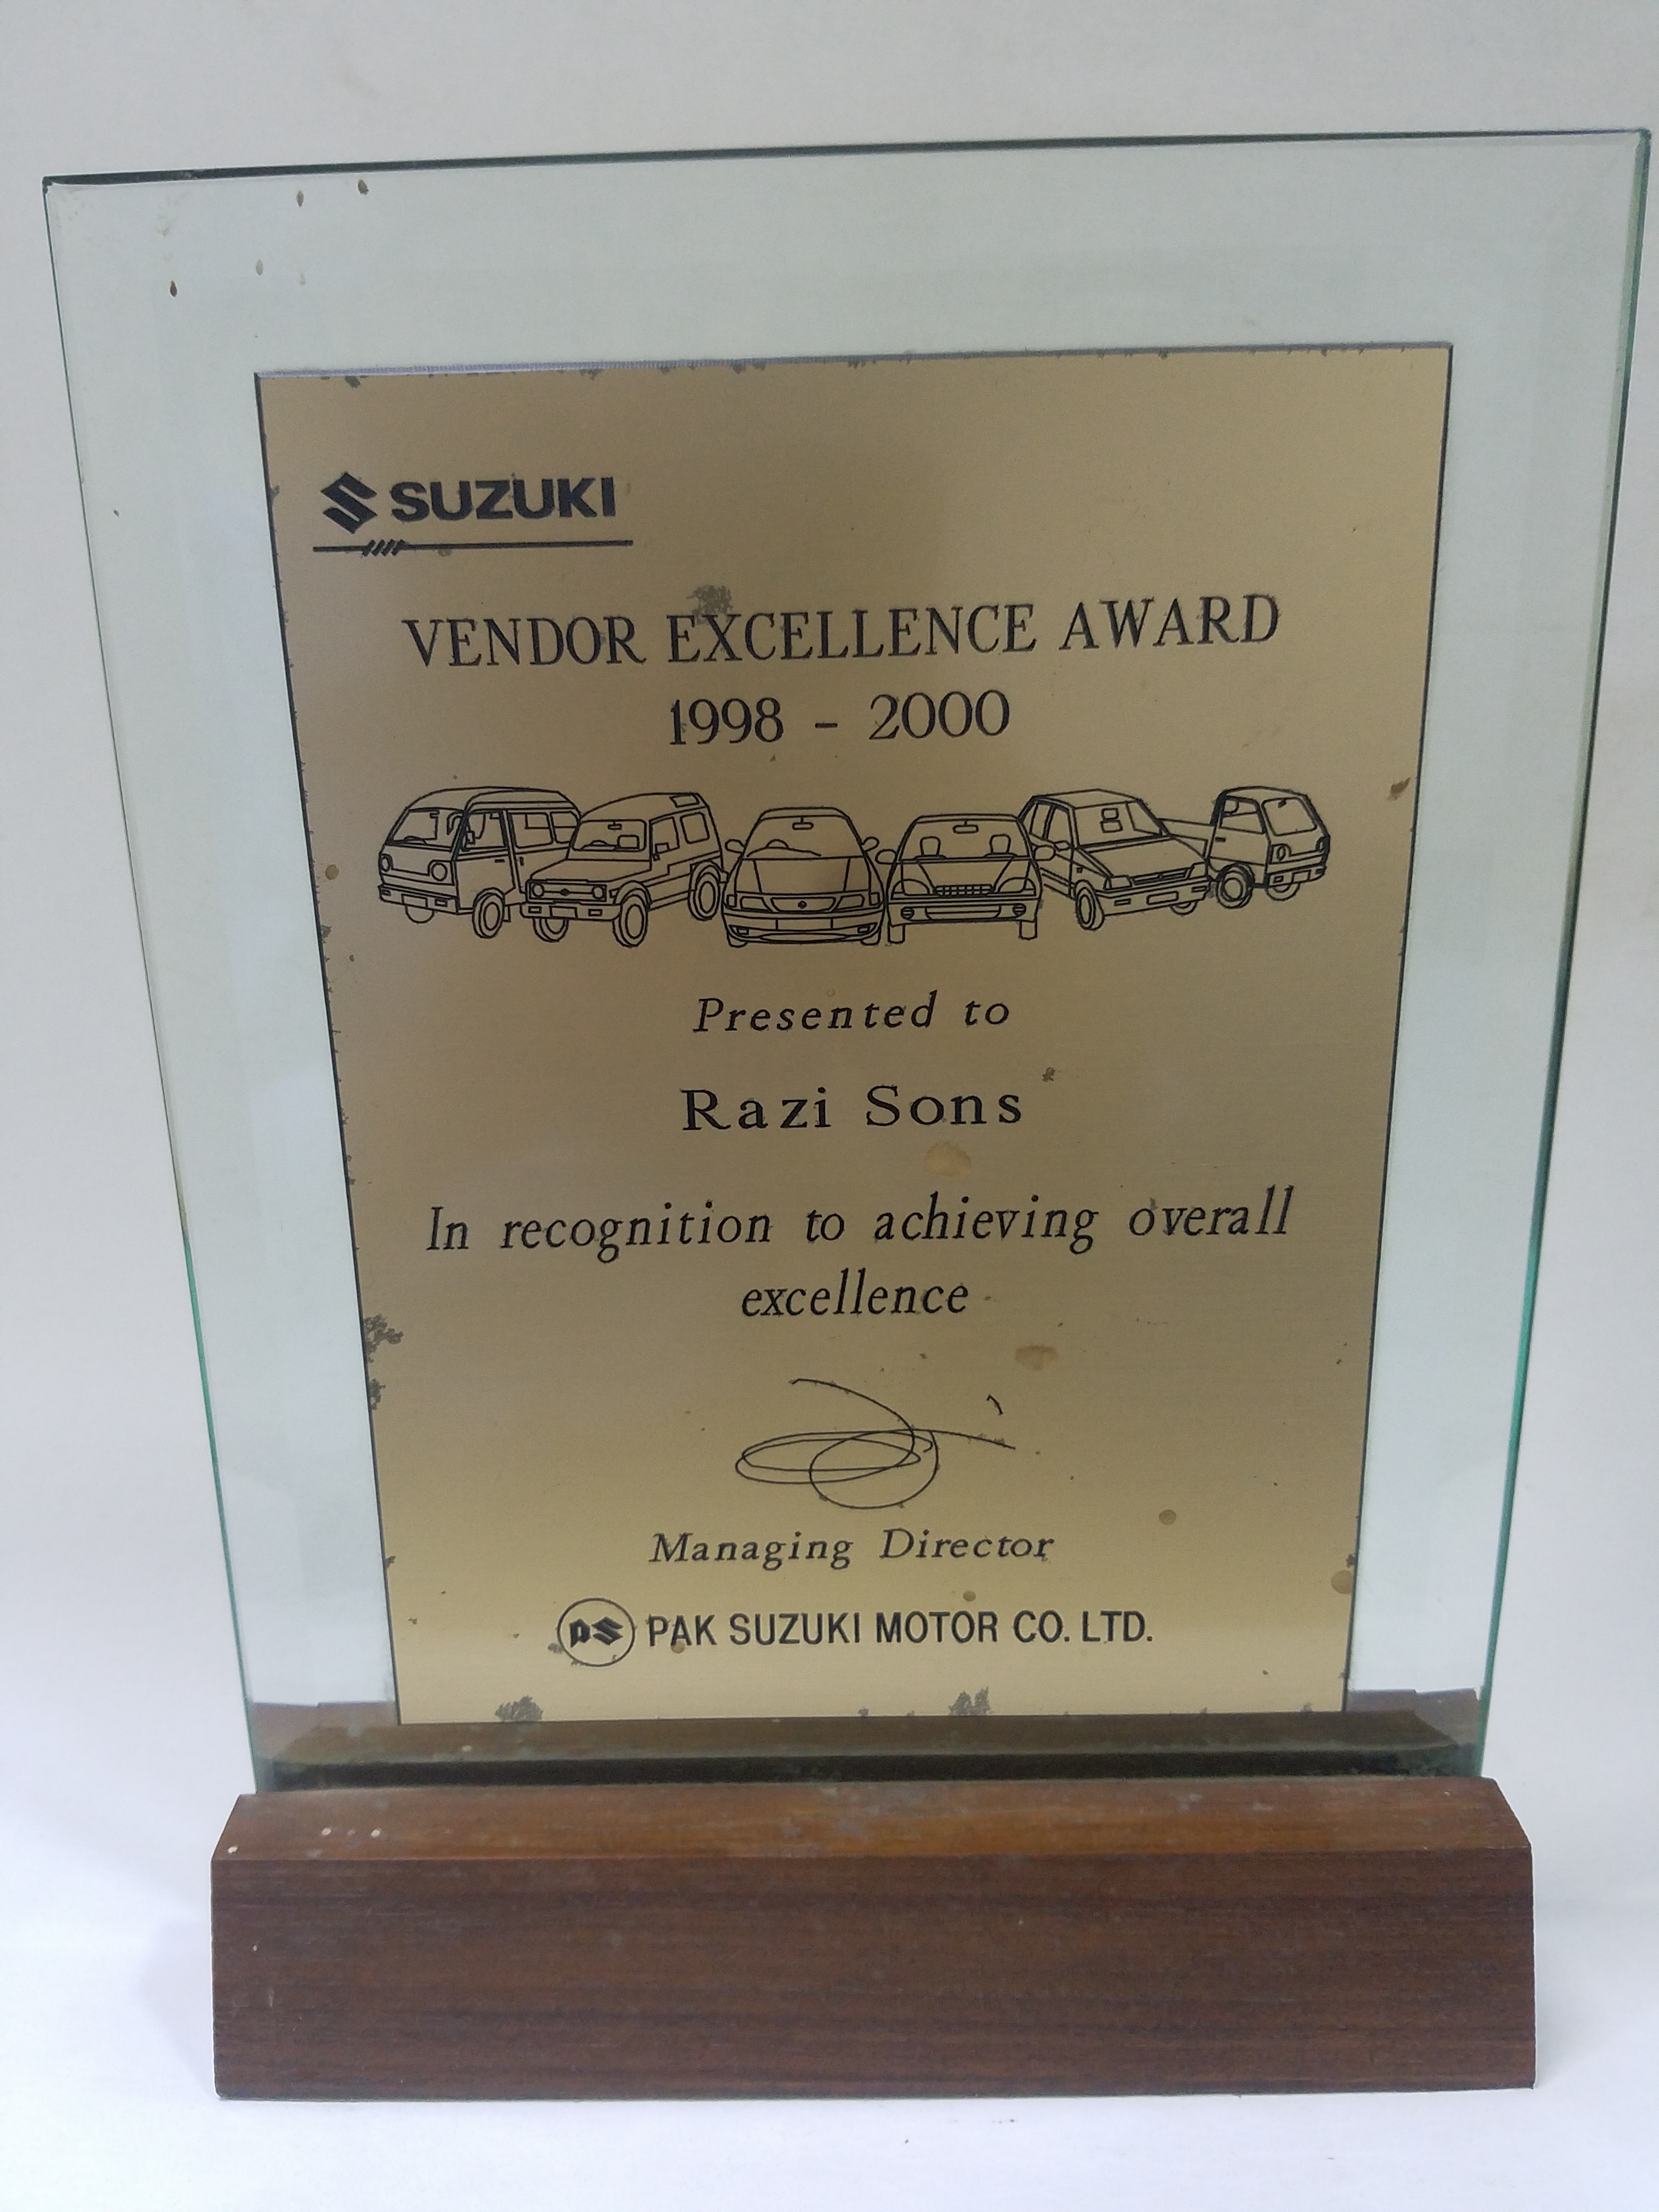 SUZUKI
VENDOR EXCELLENCE AWARD
1998 - 2000
Presented to
Razi Sons
In recognition to achieving overall
excellence
Managing Director
PS PAK SUZUKI MOTOR CO. LTD.